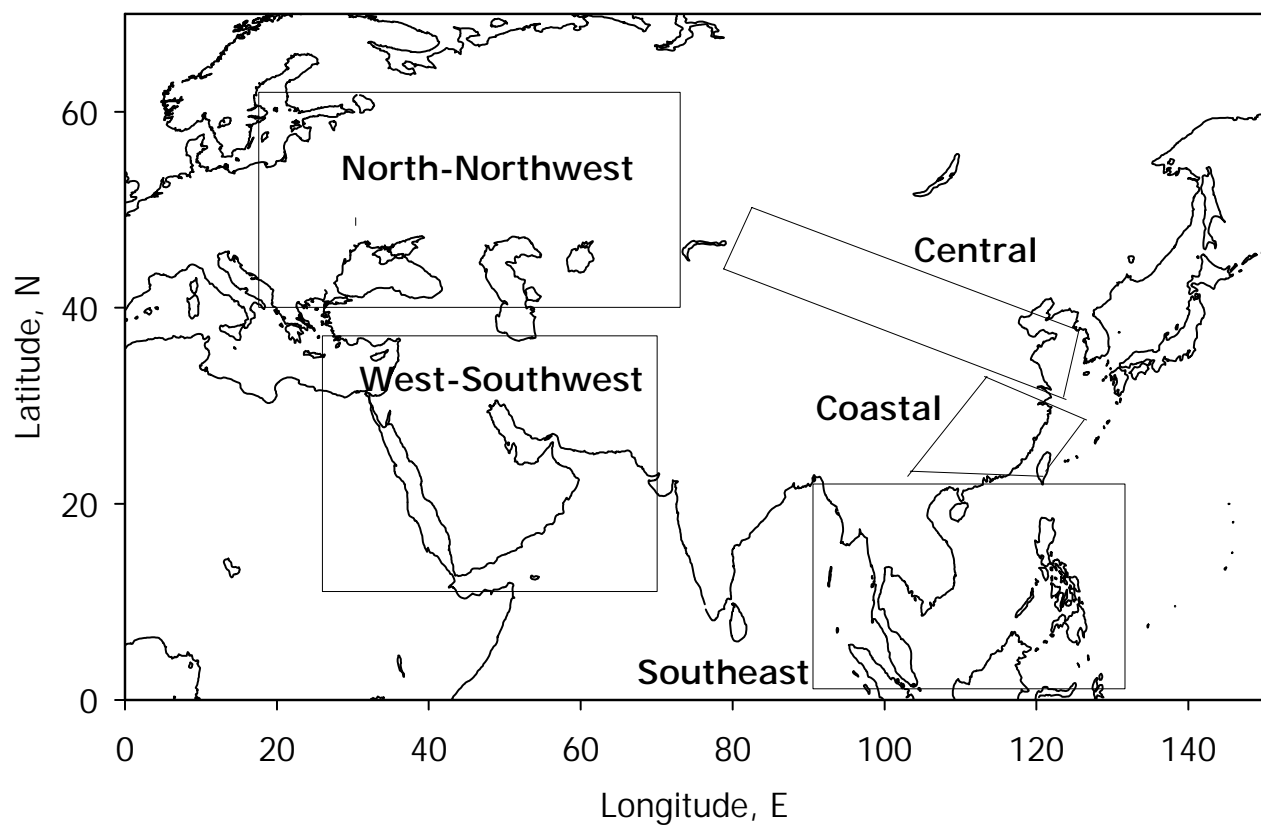 60
North-Northwest
Central
40
West-Southwest
Coastal
20
Southeast
0
0 20 40 60 80 100 120 140
Longitude, E
Latitude, N